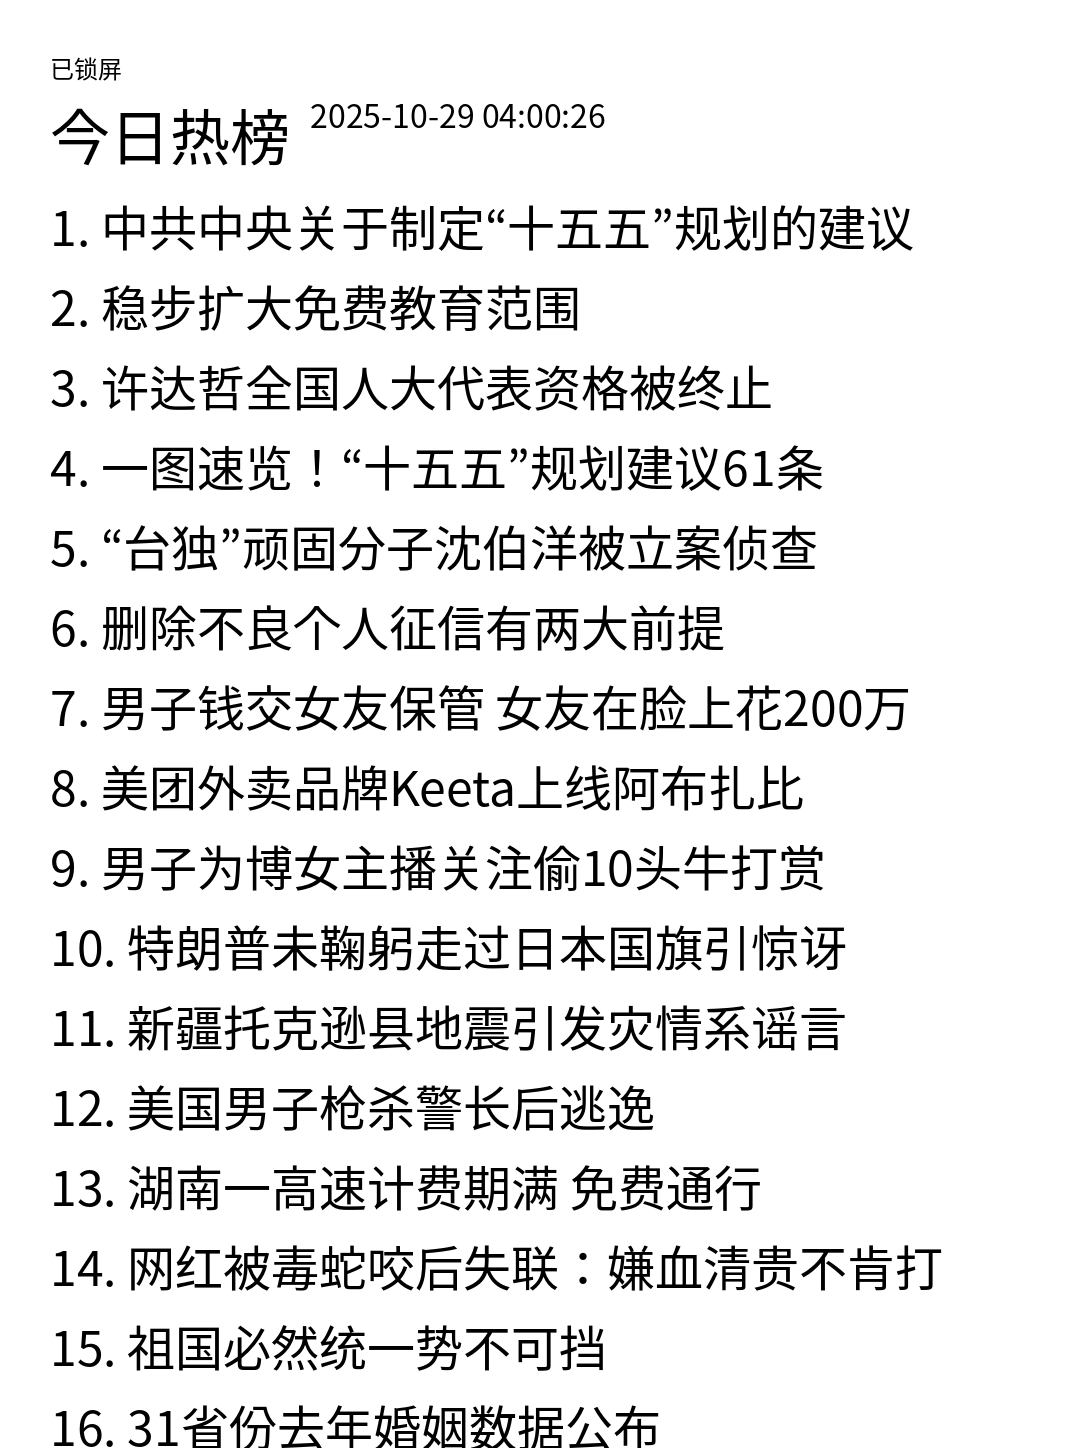 已锁屏
今日热榜 2025-10-29 04:00:26
1. 中共中央关于制定“十五五”规划的建议
2. 稳步扩大免费教育范围
3. 许达哲全国人大代表资格被终止
4. 一图速览！“十五五”规划建议61条
5. “台独”顽固分子沈伯洋被立案侦查
6. 删除不良个人征信有两大前提
7. 男子钱交女友保管 女友在脸上花200万
8. 美团外卖品牌Keeta上线阿布扎比
9. 男子为博女主播关注偷10头牛打赏
10. 特朗普未鞠躬走过日本国旗引惊讶
11. 新疆托克逊县地震引发灾情系谣言
12. 美国男子枪杀警长后逃逸
13. 湖南一高速计费期满 免费通行
14. 网红被毒蛇咬后失联：嫌血清贵不肯打
15. 祖国必然统一势不可挡
16. 31省份去年婚姻数据公布